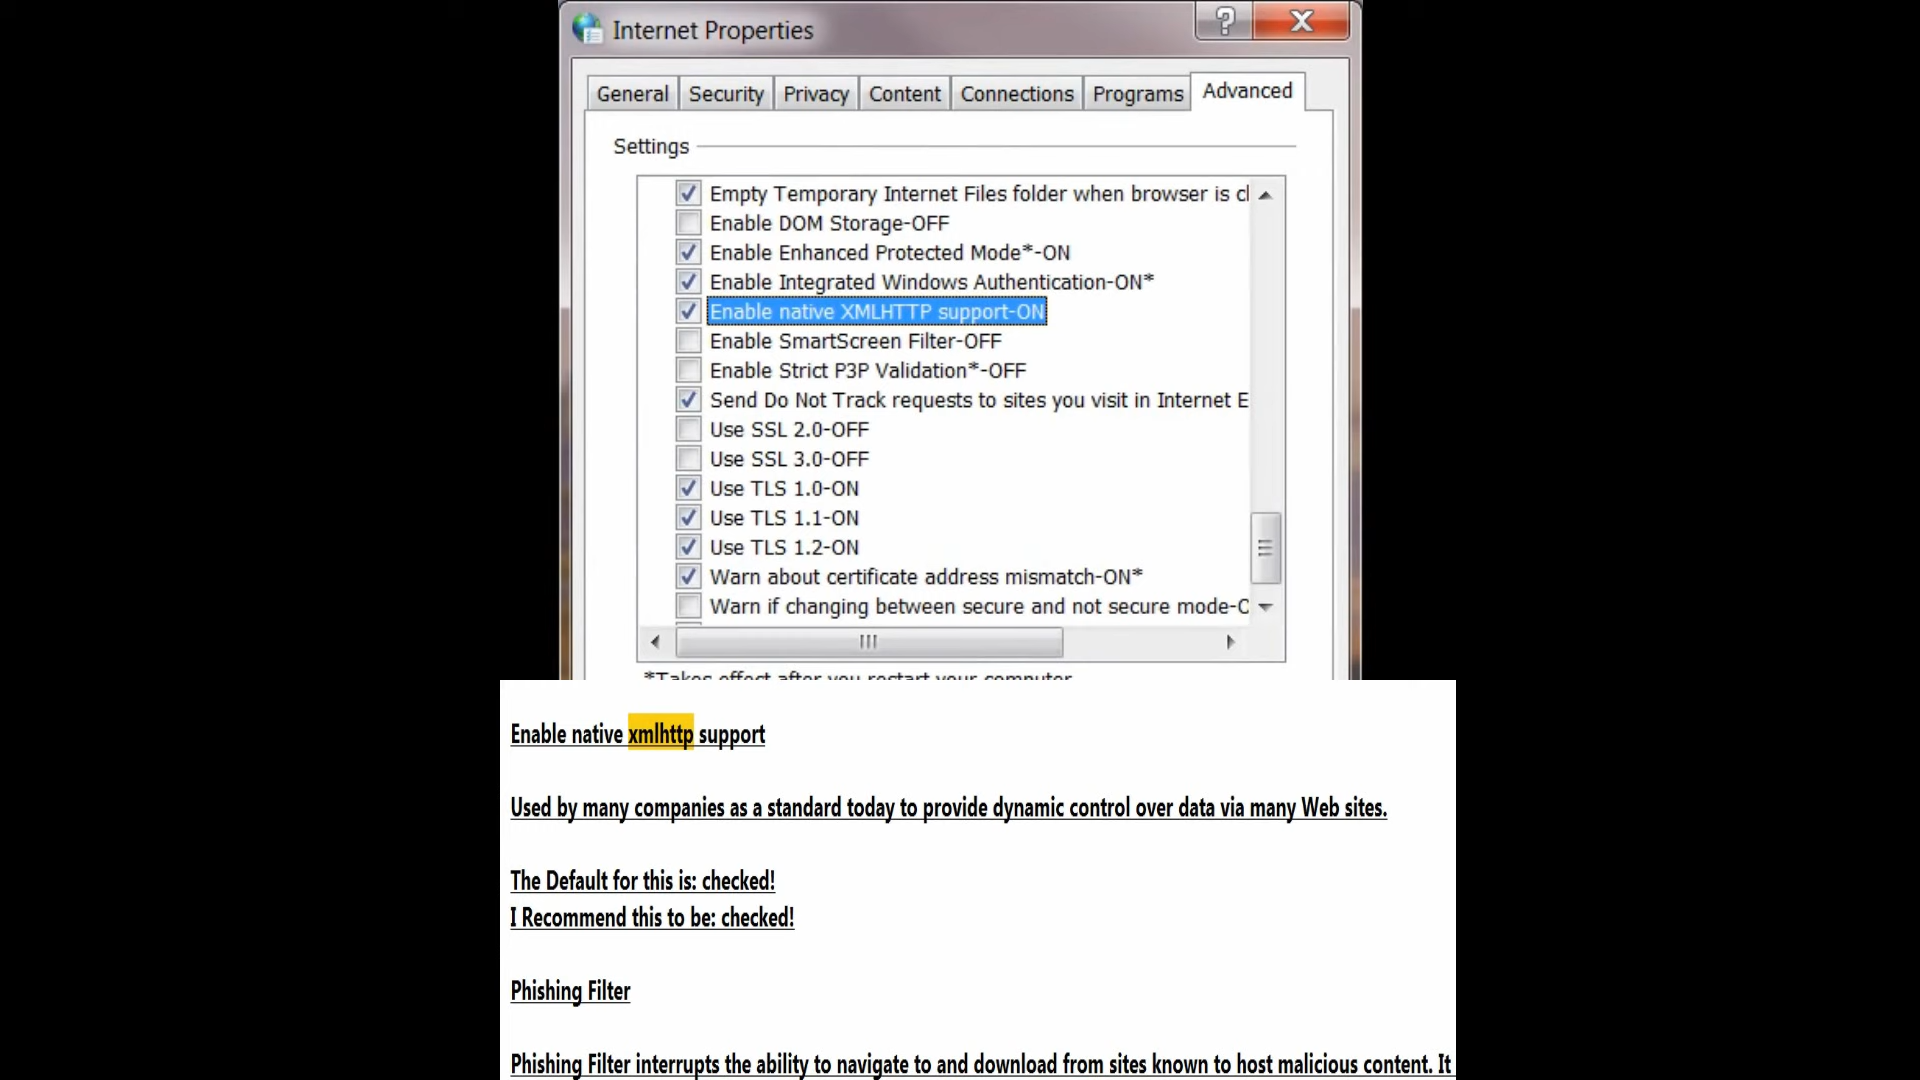 Internet Properties
General Security Privacy Content Connections Programs Advanced
Settings
Empty Temporary Internet Files folder when browser is cl
Enable DOM Storage-OFF
Enable Enhanced Protected Mode*-ON
Enable Integrated Windows Authentication-ON*
Enable native XMLHTTP support-ON
Enable SmartScreen Filter-OFF
Enable Strict P3P Validation*-OFF
Send Do Not Track requests to sites you visit in Internet E
Use SSL 2.0-OFF
Use SSL 3.0-OFF
Use TLS 1.0-ON
Use TLS 1.1-ON
Use TLS 1.2-ON
Warn about certificate address mismatch-ON*
Warn if changing between secure and not secure mode-O
*Takes effect after you restart your computer
Enable native xmlhttp support
Used by many companies as a standard today to provide dynamic control over data via many Web sites.
The Default for this is: checked!
I Recommend this to be: checked!
Phishing Filter
Phishing Filter interrupts the ability to navigate to and download from sites known to host malicious content. It